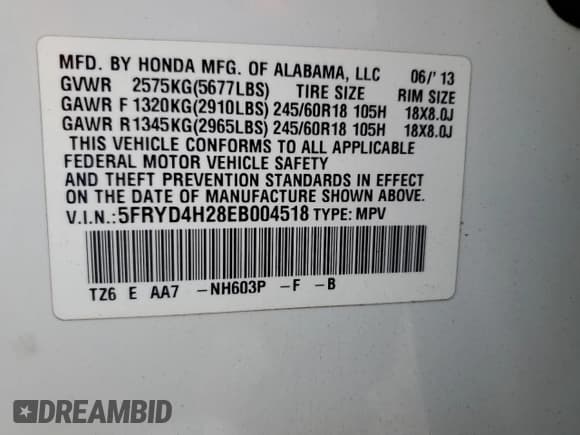 MFD. BY HONDA MFG. OF ALABAMA, LLC 06/'13
GVWR 2575KG(5677LBS) TIRE SIZE RIM SIZE
GAWR F 1320KG(2910LBS) 245/60R18 105H 18X8.0J
GAWR R 1345KG(2965LBS) 245/60R18 105H 18X8.0J
THIS VEHICLE CONFORMS TO ALL APPLICABLE
FEDERAL MOTOR VEHICLE SAFETY
AND THEFT PREVENTION STANDARDS IN EFFECT
ON THE DATE OF MANUFACTURE SHOWN ABOVE.
V.I.N.:5FRYD4H28EB004518 TYPE: MPV
TZ6 E AA7 -NH603P -F -B
DREAMBID